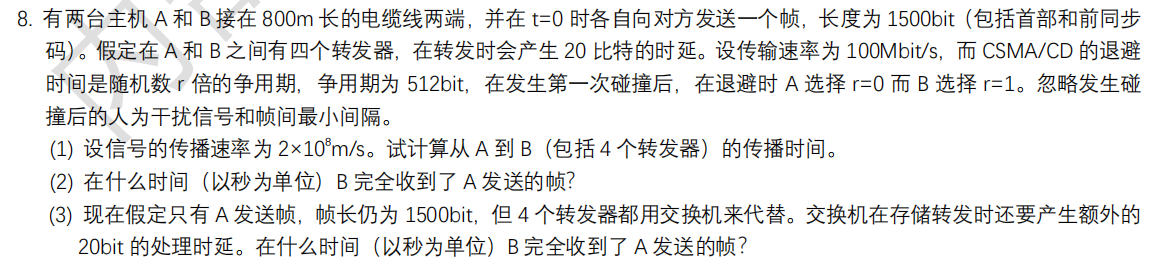 8. 有两台主机 A 和 B 接在 800m 长的电缆线两端，并在 t=0 时各自向对方发送一个帧，长度为 1500bit（包括首部和前同步
码）。假定在 A 和 B 之间有四个转发器，在转发时会产生 20 比特的时延。设传输速率为 100Mbit/s，而 CSMA/CD 的退避
时间是随机数 r 倍的争用期，争用期为 512bit，在发生第一次碰撞后，在退避时 A 选择 r=0 而 B 选择 r=1。忽略发生碰
撞后的人为干扰信号和帧间最小间隔。
(1) 设信号的传播速率为 2×10⁸m/s。试计算从 A 到 B（包括 4 个转发器）的传播时间。
(2) 在什么时间（以秒为单位）B 完全收到了 A 发送的帧？
(3) 现在假定只有 A 发送帧，帧长仍为 1500bit，但 4 个转发器都用交换机来代替。交换机在存储转发时还要产生额外的
20bit 的处理时延。在什么时间（以秒为单位）B 完全收到了 A 发送的帧？